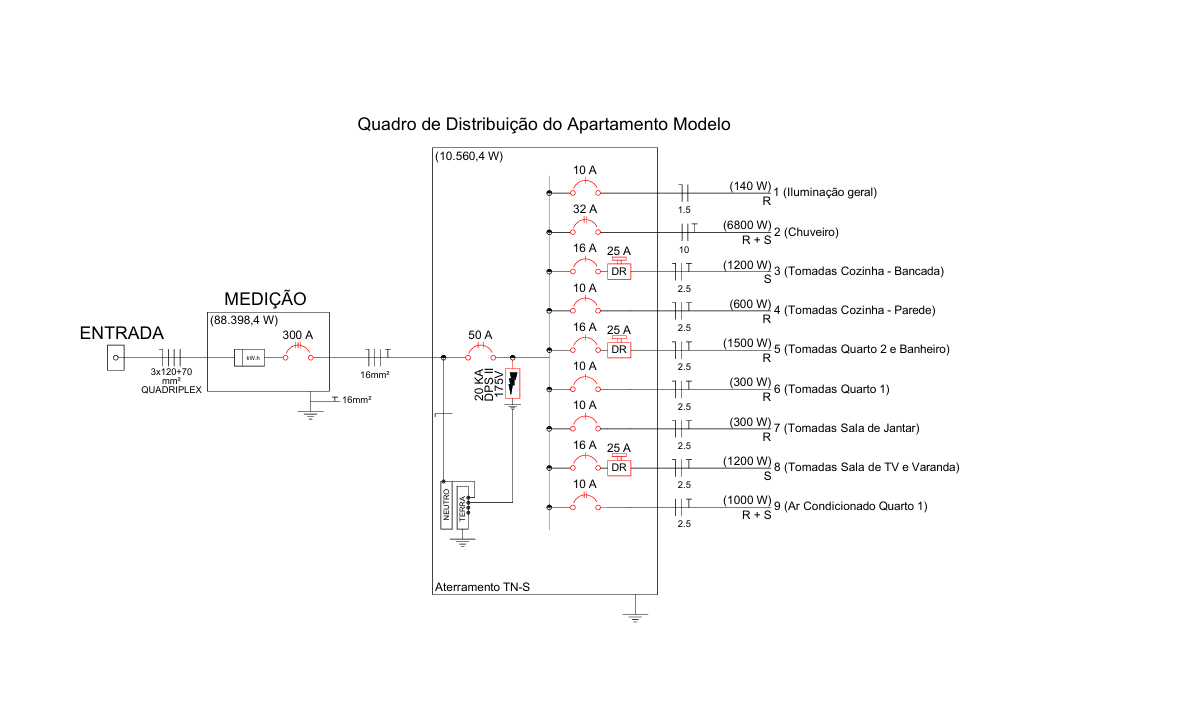 Quadro de Distribuição do Apartamento Modelo
(10.560,4 W)
ENTRADA
3x120+70
mm²
QUADRIPLEX
MEDIÇÃO
(88.398,4 W)
300 A
kW.h
16mm²
16mm²
50 A
20 KA
DPS II
175V
NEUTRO
TERRA
Aterramento TN-S
10 A
1.5
(140 W)
R
1 (Iluminação geral)
32 A
10
(6800 W)
R + S
2 (Chuveiro)
16 A
25 A
DR
2.5
(1200 W)
S
3 (Tomadas Cozinha - Bancada)
10 A
2.5
(600 W)
R
4 (Tomadas Cozinha - Parede)
16 A
25 A
DR
2.5
(1500 W)
R
5 (Tomadas Quarto 2 e Banheiro)
10 A
2.5
(300 W)
R
6 (Tomadas Quarto 1)
10 A
2.5
(300 W)
R
7 (Tomadas Sala de Jantar)
16 A
25 A
DR
2.5
(1200 W)
S
8 (Tomadas Sala de TV e Varanda)
10 A
2.5
(1000 W)
R + S
9 (Ar Condicionado Quarto 1)